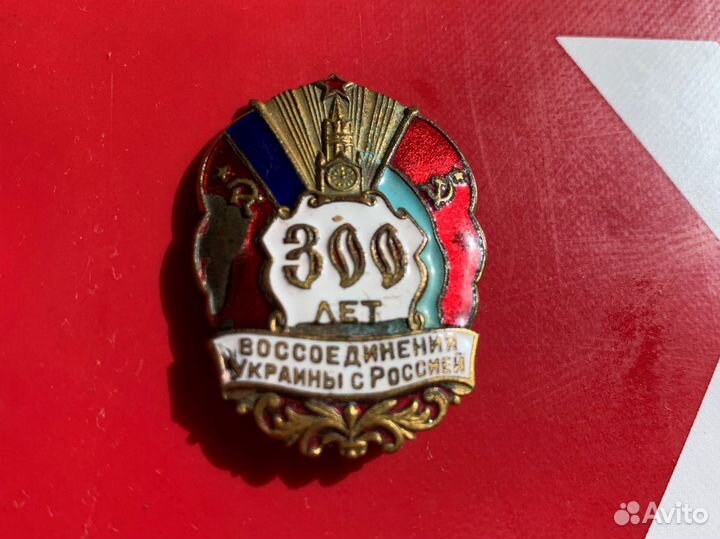 300
ЛЕТ
ВОССОЕДИНЕНИЯ
УКРАИНЫ С РОССИЕЙ
Avito